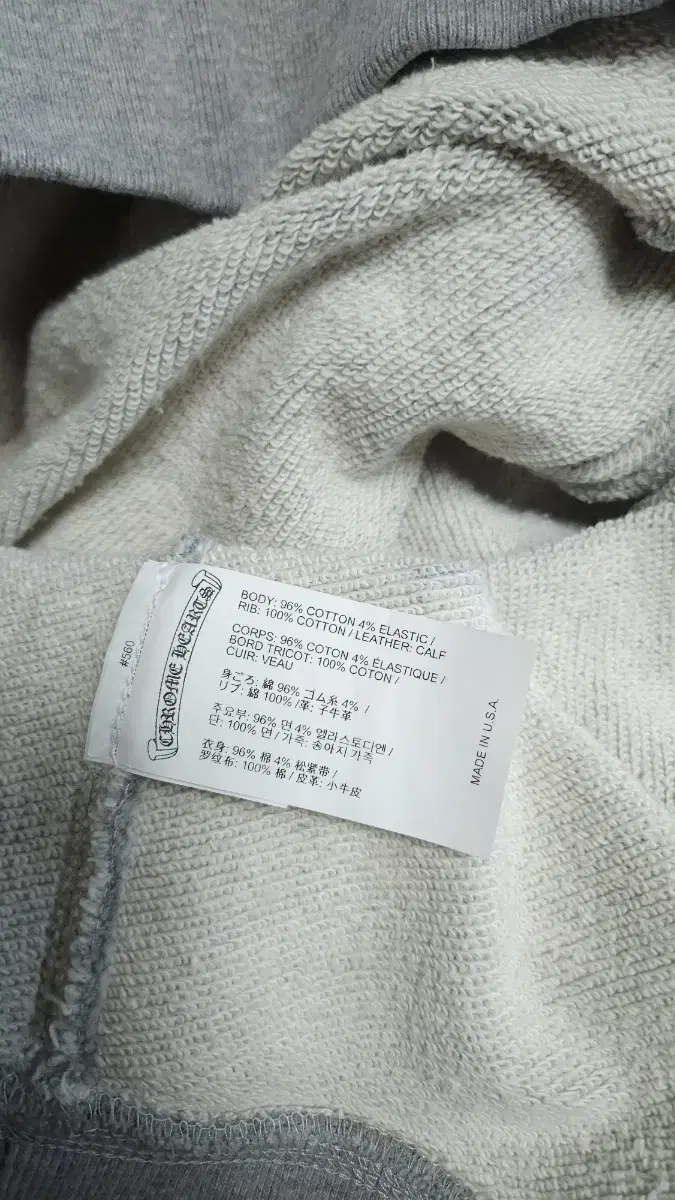 #560
CHROME HEARTS
BODY: 96% COTTON 4% ELASTIC /
RIB: 100% COTTON / LEATHER: CALF
CORPS: 96% COTON 4% ÉLASTIQUE /
BORD TRICOT: 100% COTON /
CUIR: VEAU
身ごろ: 綿 96% ゴム糸 4% /
リブ: 綿 100% /革: 子牛革
주요부: 96% 면 4% 엘라스토디엔 /
단: 100% 면 / 가죽: 송아지 가죽
衣身: 96% 棉 4% 松紧带 /
罗纹布: 100% 棉 / 皮革: 小牛皮
MADE IN U.S.A.